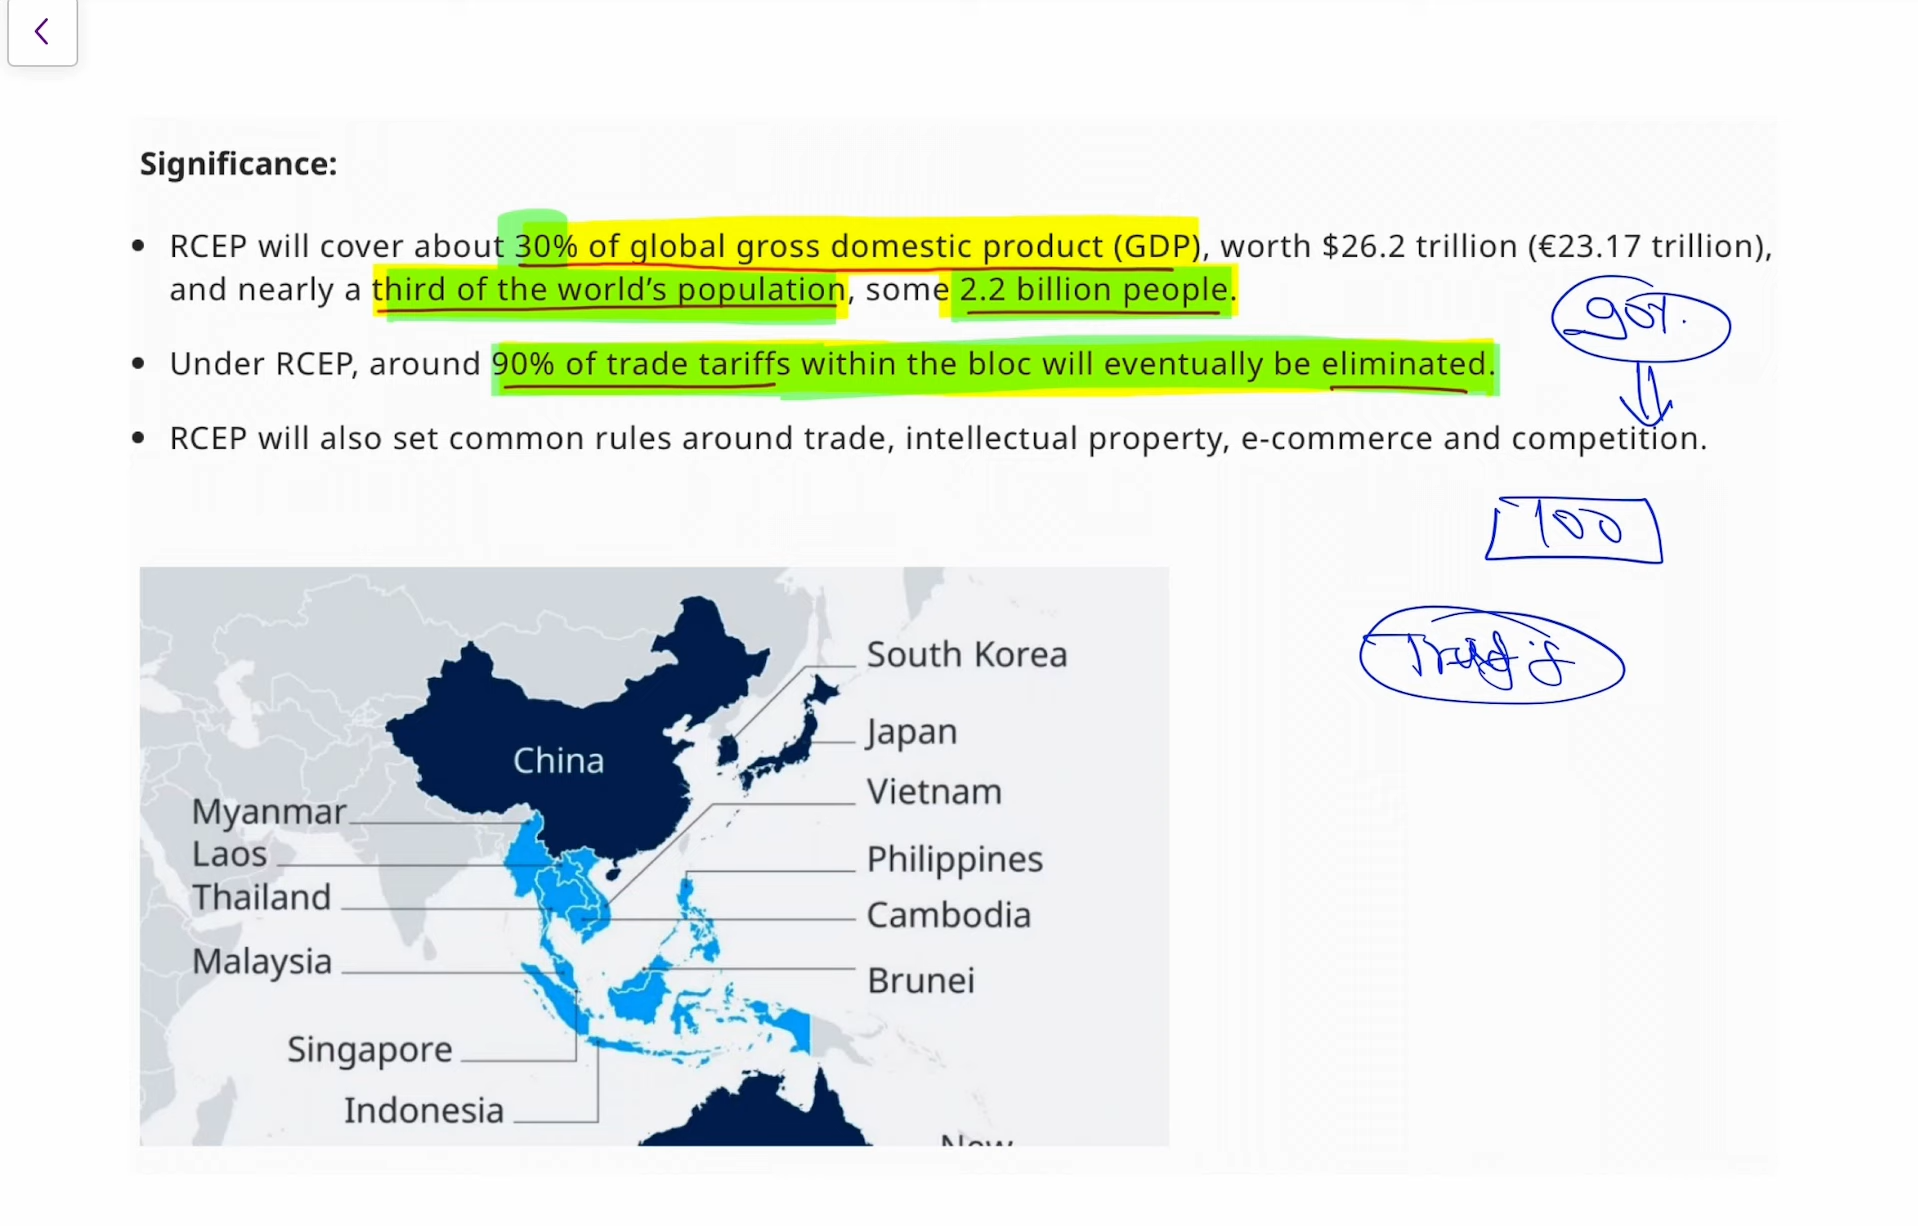 Significance:
• RCEP will cover about 30% of global gross domestic product (GDP), worth $26.2 trillion (€23.17 trillion),
and nearly a third of the world’s population, some 2.2 billion people.
90%.
• Under RCEP, around 90% of trade tariffs within the bloc will eventually be eliminated.
• RCEP will also set common rules around trade, intellectual property, e-commerce and competition.
100
South Korea
Japan
China
Vietnam
Myanmar
Laos
Philippines
Thailand
Cambodia
Malaysia
Brunei
Singapore
Indonesia
New